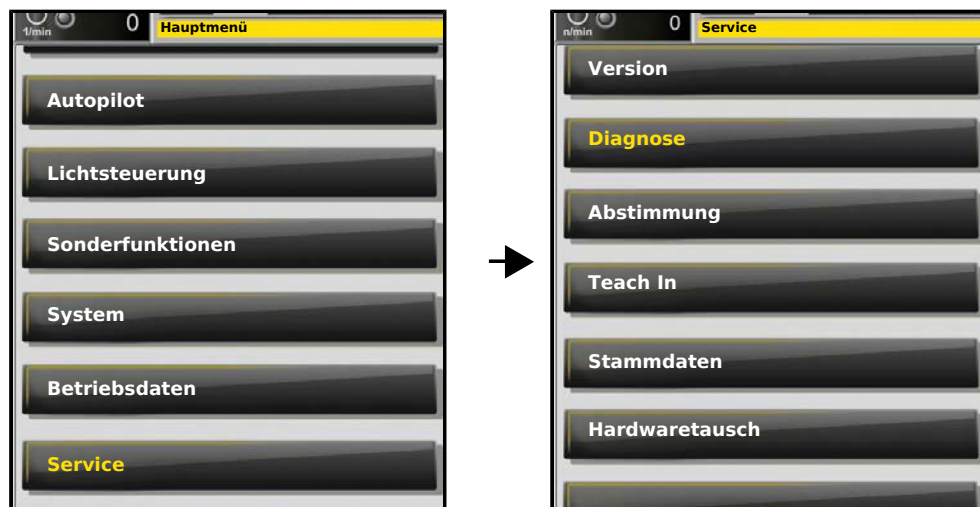 1/min 0 Hauptmenü
Autopilot
Lichtsteuerung
Sonderfunktionen
System
Betriebsdaten
Service
n/min 0 Service
Version
Diagnose
Abstimmung
Teach In
Stammdaten
Hardwaretausch